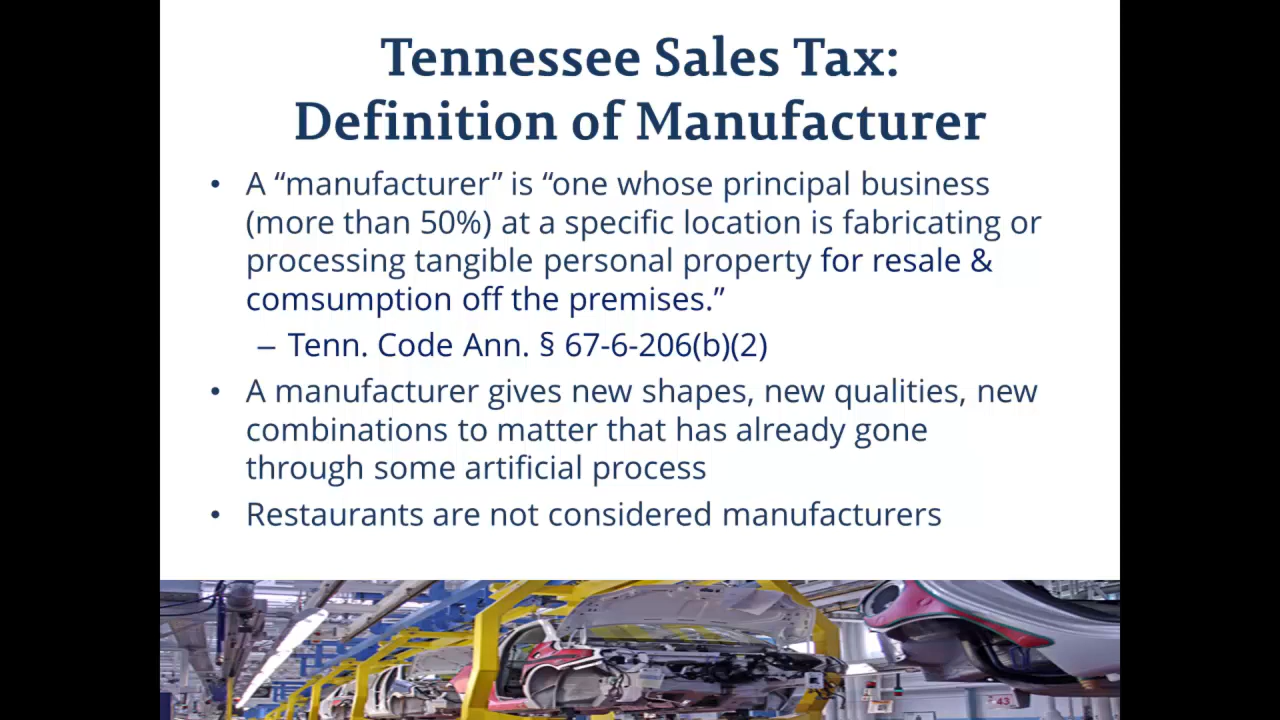 Tennessee Sales Tax:
Definition of Manufacturer
• A “manufacturer” is “one whose principal business
(more than 50%) at a specific location is fabricating or
processing tangible personal property for resale &
comsumption off the premises.”
– Tenn. Code Ann. § 67-6-206(b)(2)
• A manufacturer gives new shapes, new qualities, new
combinations to matter that has already gone
through some artificial process
• Restaurants are not considered manufacturers
43